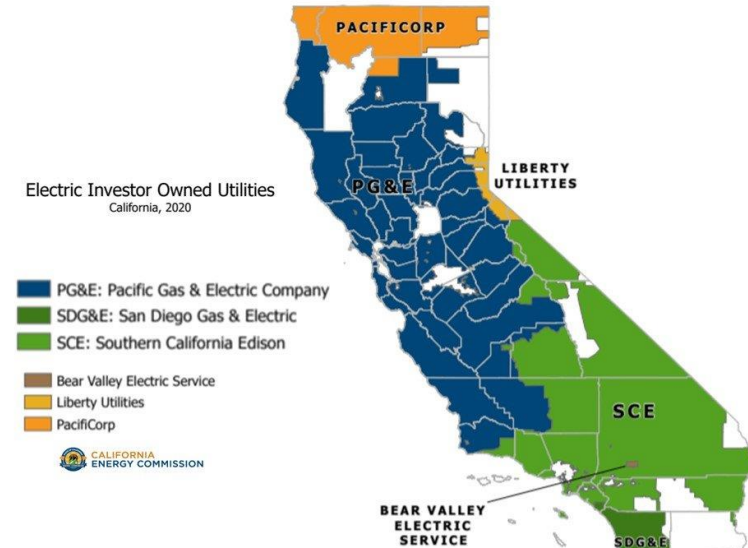 PACIFICORP
LIBERTY
UTILITIES
PG&E
Electric Investor Owned Utilities
California, 2020
PG&E: Pacific Gas & Electric Company
SDG&E: San Diego Gas & Electric
SCE: Southern California Edison
Bear Valley Electric Service
Liberty Utilities
PacifiCorp
CALIFORNIA
ENERGY COMMISSION
SCE
BEAR VALLEY
ELECTRIC
SERVICE
SDG&E